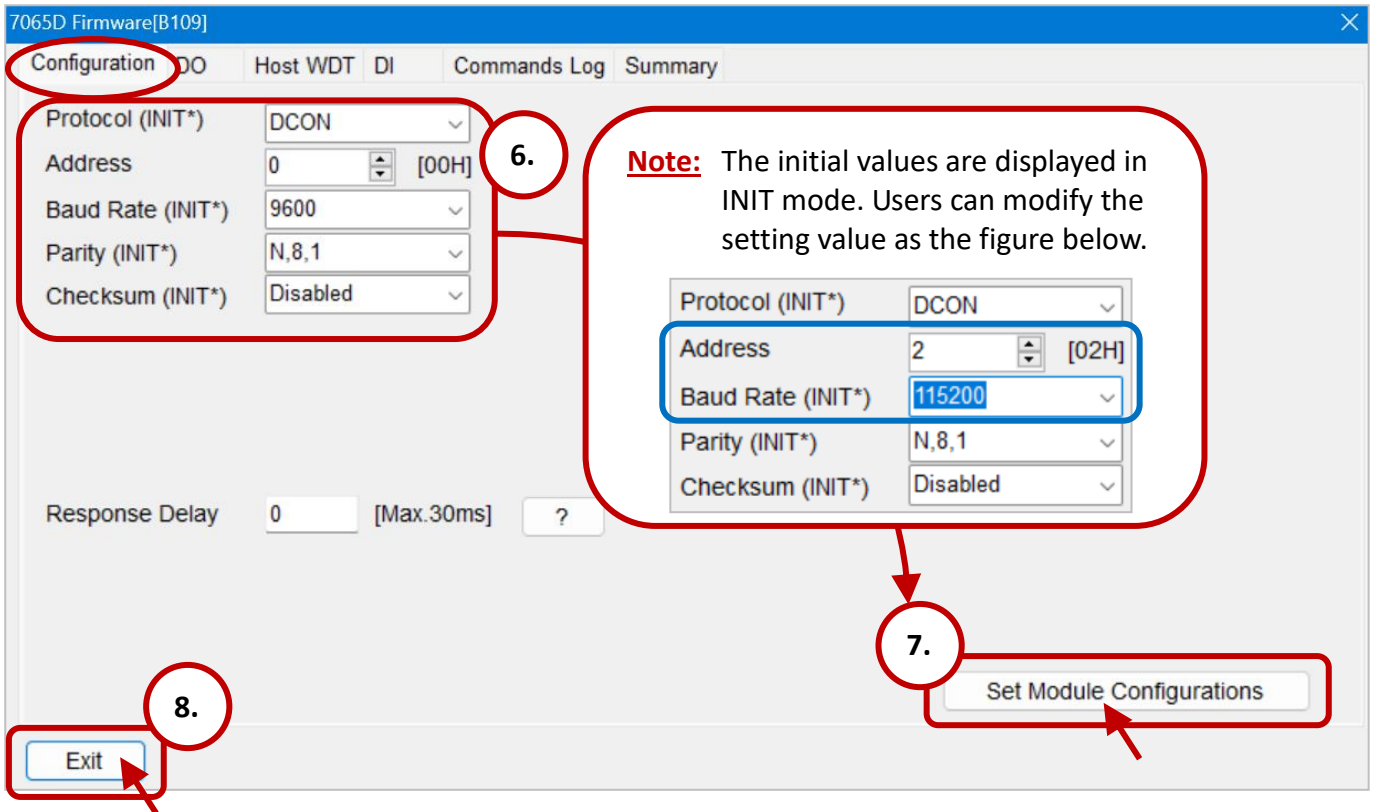 7065D Firmware[B109]
Configuration DO Host WDT DI Commands Log Summary
Protocol (INIT*) DCON
Address 0 [00H]
Baud Rate (INIT*) 9600
Parity (INIT*) N,8,1
Checksum (INIT*) Disabled
6.
Note: The initial values are displayed in
INIT mode. Users can modify the
setting value as the figure below.
Protocol (INIT*) DCON
Address 2 [02H]
Baud Rate (INIT*) 115200
Parity (INIT*) N,8,1
Checksum (INIT*) Disabled
Response Delay 0 [Max.30ms] ?
7.
Set Module Configurations
8.
Exit